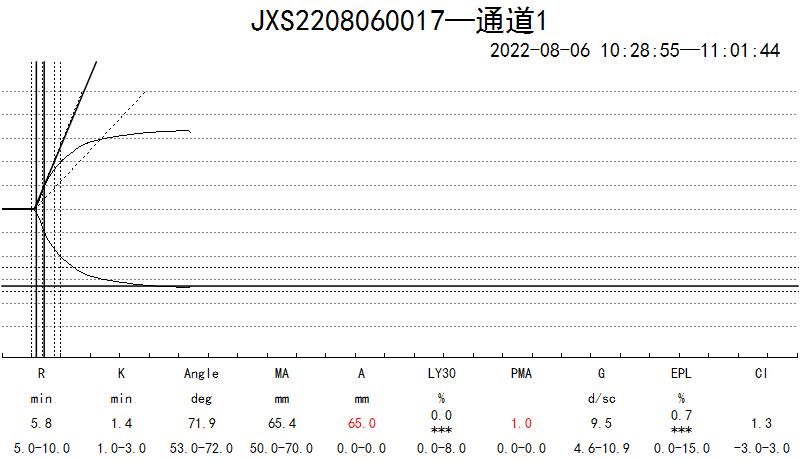 JXS2208060017—通道1
2022-08-06 10:28:55—11:01:44
R K Angle MA A LY30 PMA G EPL CI
min min deg mm mm % d/sc %
5.8 1.4 71.9 65.4 65.0 0.0 *** 1.0 9.5 0.7 *** 1.3
5.0-10.0 1.0-3.0 53.0-72.0 50.0-70.0 0.0-0.0 0.0-8.0 0.0-0.0 4.6-10.9 0.0-15.0 -3.0-3.0